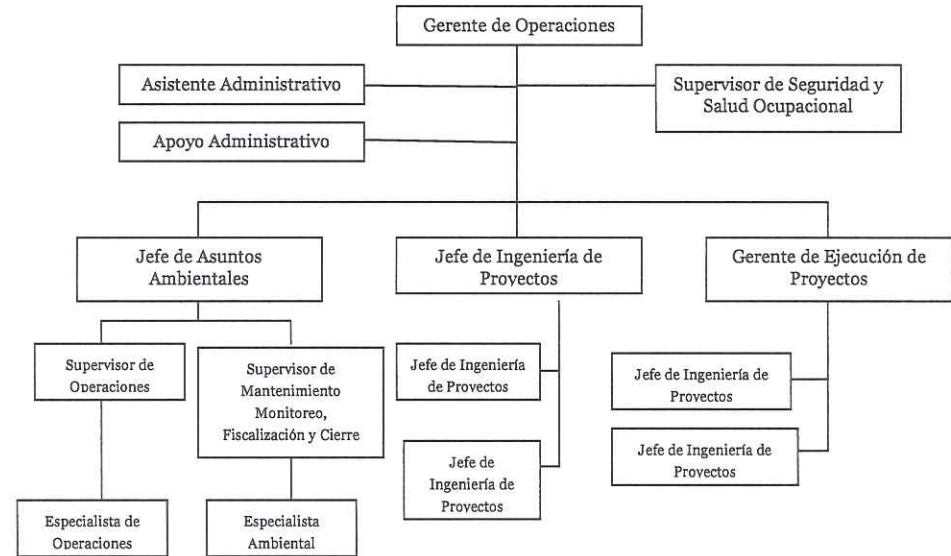 Gerente de Operaciones
Asistente Administrativo
Supervisor de Seguridad y
Salud Ocupacional
Apoyo Administrativo
Jefe de Asuntos
Ambientales
Jefe de Ingeniería de
Proyectos
Gerente de Ejecución de
Proyectos
Supervisor de
Operaciones
Supervisor de
Mantenimiento
Monitoreo,
Fiscalización y Cierre
Jefe de Ingeniería
de Proyectos
Jefe de Ingeniería de
Proyectos
Jefe de
Ingeniería de
Proyectos
Jefe de Ingeniería de
Proyectos
Especialista de
Operaciones
Especialista
Ambiental